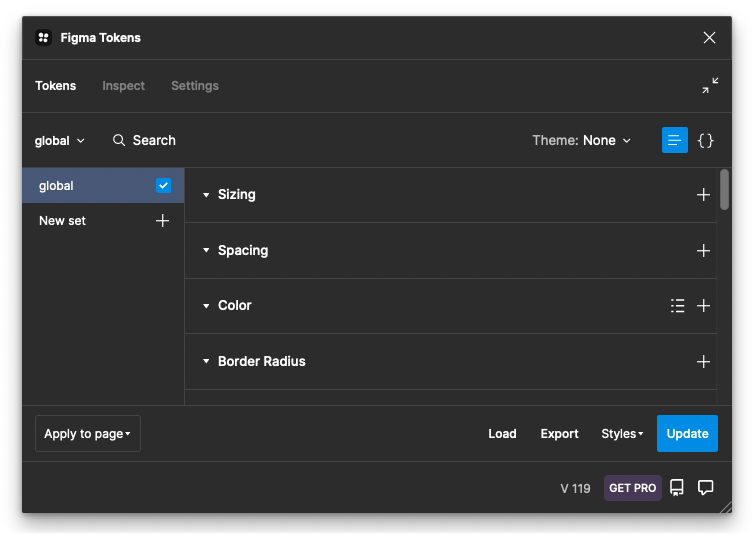 Figma Tokens
Tokens Inspect Settings
global Search Theme: None { }
global
New set
Sizing
Spacing
Color
Border Radius
Apply to page Load Export Styles Update
V 119 GET PRO